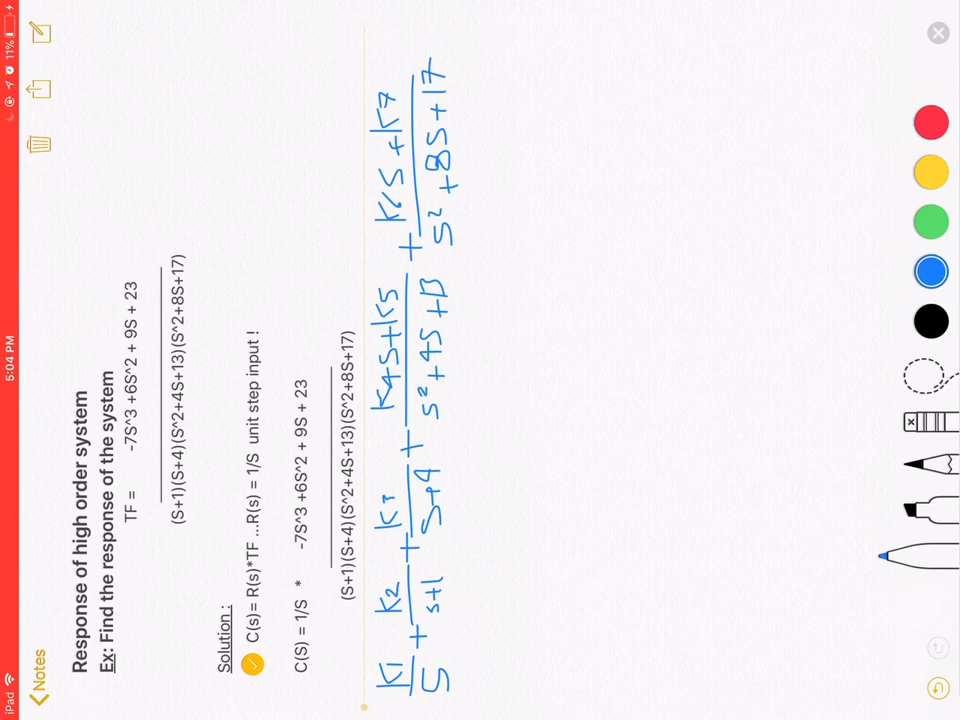 iPad 5:04 PM 11%
Notes
Response of high order system
Ex: Find the response of the system
TF = -7S^3 +6S^2 + 9S + 23
(S+1)(S+4)(S^2+4S+13)(S^2+8S+17)
Solution :
C(s)= R(s)*TF ...R(s) = 1/S unit step input !
C(S) = 1/S * -7S^3 +6S^2 + 9S + 23
(S+1)(S+4)(S^2+4S+13)(S^2+8S+17)
K1 K2 K3 K4S+K5 K6S+K7
S + S+1 + S+4 + S²+4S+13 + S²+8S+17